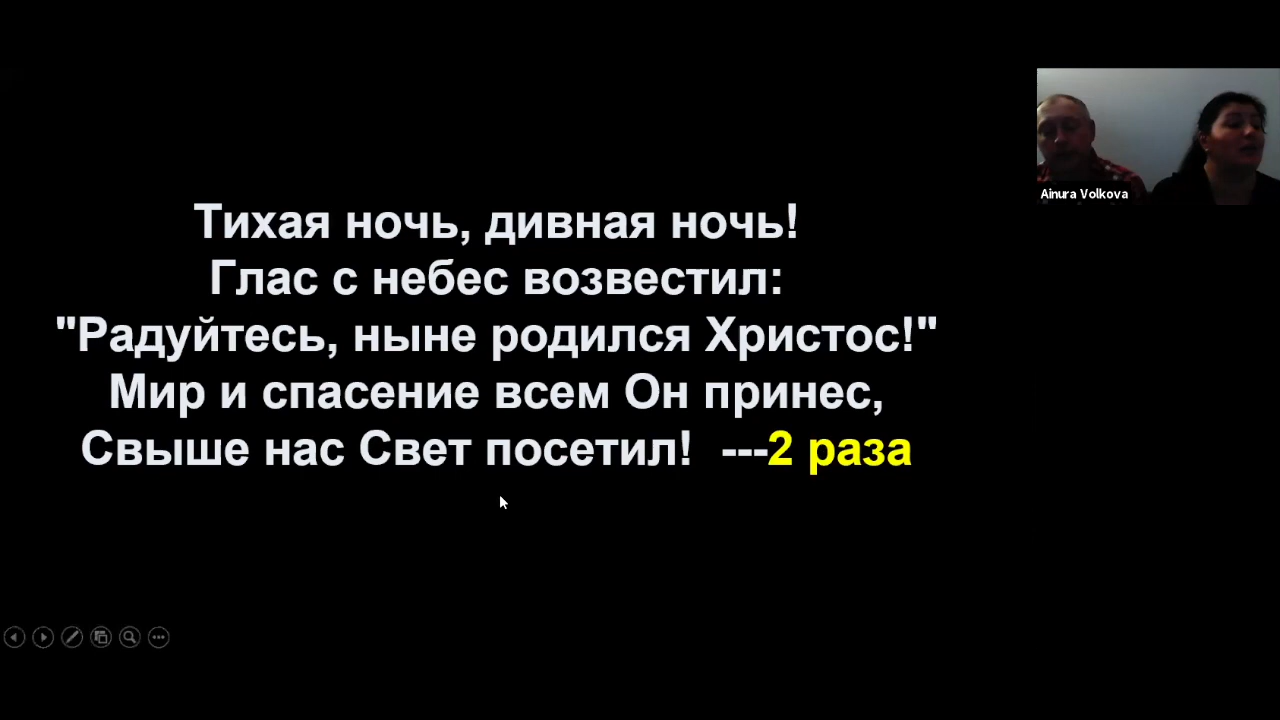 Тихая ночь, дивная ночь!
Глас с небес возвестил:
"Радуйтесь, ныне родился Христос!"
Мир и спасение всем Он принес,
Свыше нас Свет посетил!  ---2 раза
Ainura Volkova